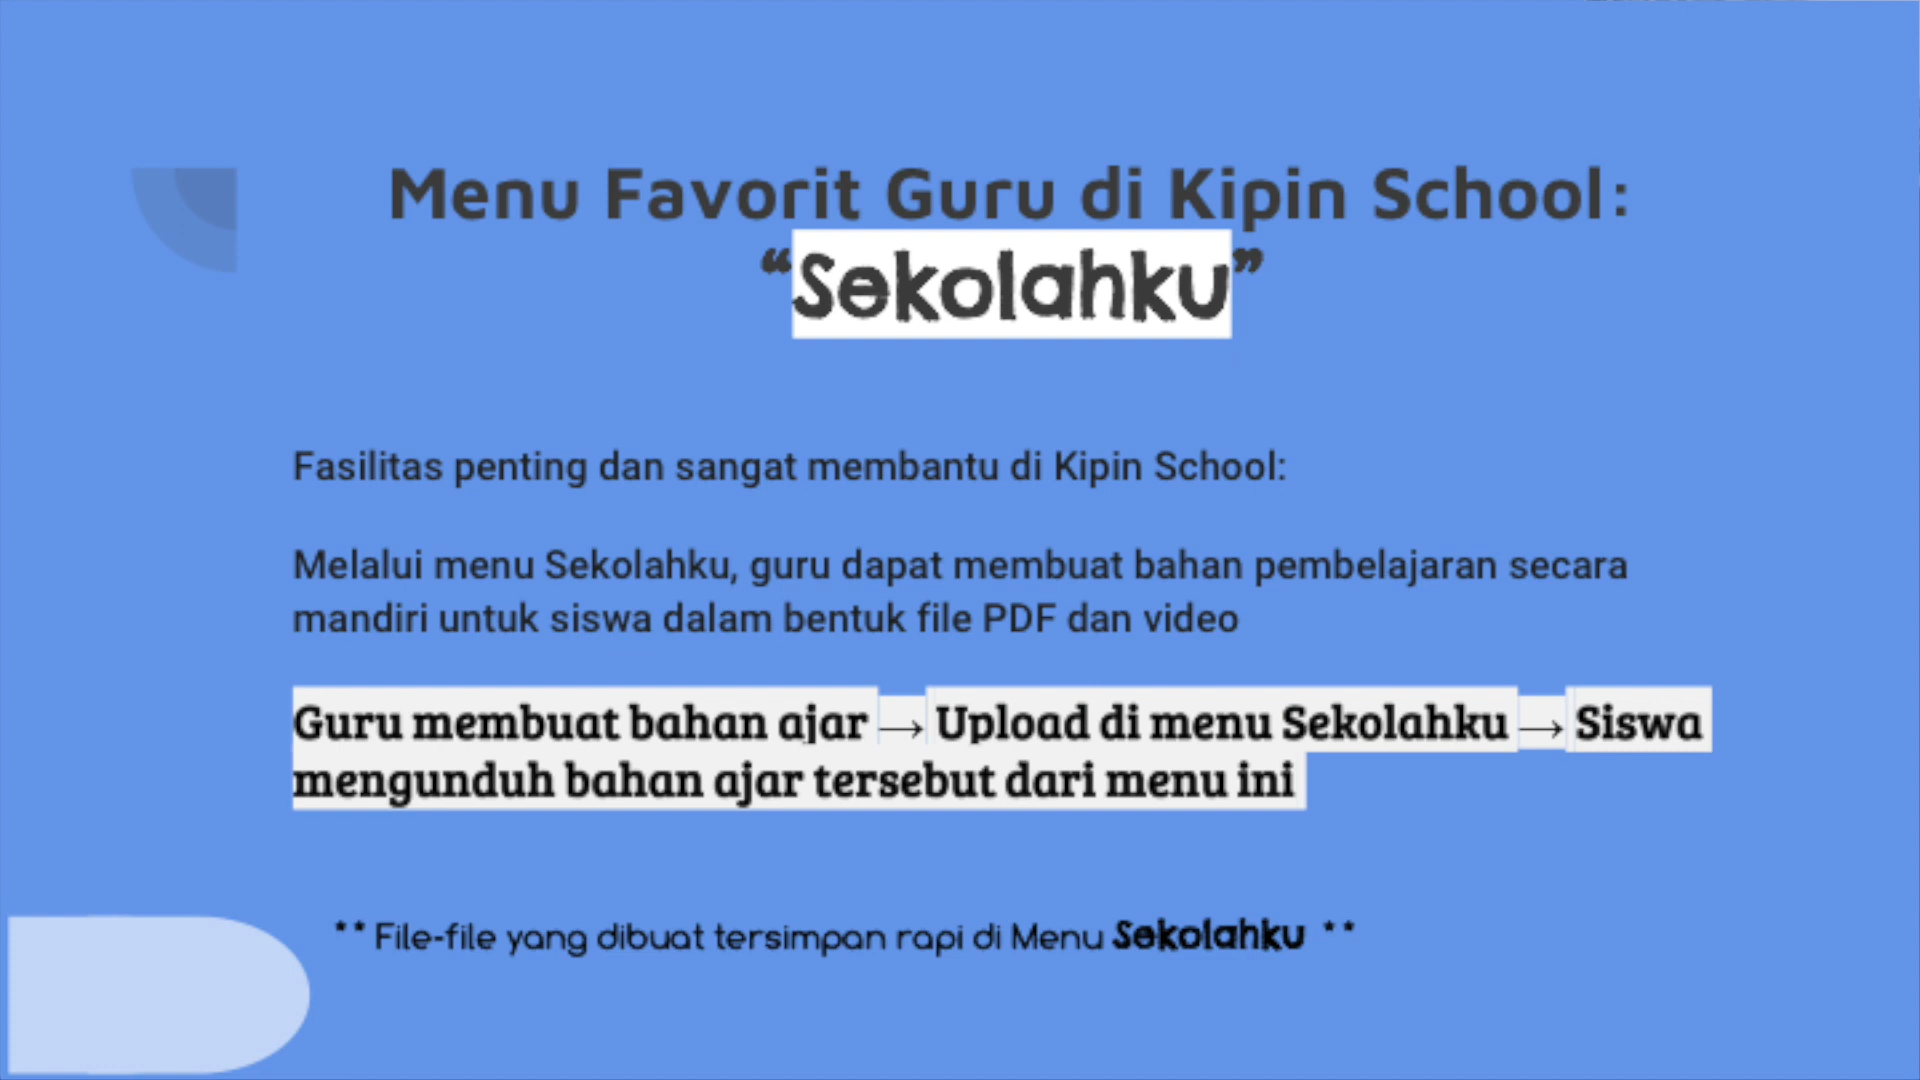 Menu Favorit Guru di Kipin School:
“Sekolahku”
Fasilitas penting dan sangat membantu di Kipin School:
Melalui menu Sekolahku, guru dapat membuat bahan pembelajaran secara
mandiri untuk siswa dalam bentuk file PDF dan video
Guru membuat bahan ajar → Upload di menu Sekolahku → Siswa
mengunduh bahan ajar tersebut dari menu ini
**File-file yang dibuat tersimpan rapi di Menu Sekolahku **